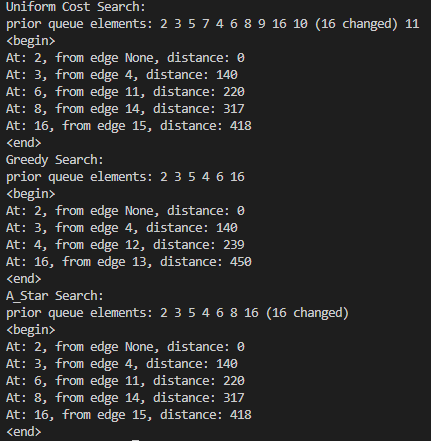 Uniform Cost Search:
prior queue elements: 2 3 5 7 4 6 8 9 16 10 (16 changed) 11
<begin>
At: 2, from edge None, distance: 0
At: 3, from edge 4, distance: 140
At: 6, from edge 11, distance: 220
At: 8, from edge 14, distance: 317
At: 16, from edge 15, distance: 418
<end>
Greedy Search:
prior queue elements: 2 3 5 4 6 16
<begin>
At: 2, from edge None, distance: 0
At: 3, from edge 4, distance: 140
At: 4, from edge 12, distance: 239
At: 16, from edge 13, distance: 450
<end>
A_Star Search:
prior queue elements: 2 3 5 4 6 8 16 (16 changed)
<begin>
At: 2, from edge None, distance: 0
At: 3, from edge 4, distance: 140
At: 6, from edge 11, distance: 220
At: 8, from edge 14, distance: 317
At: 16, from edge 15, distance: 418
<end>